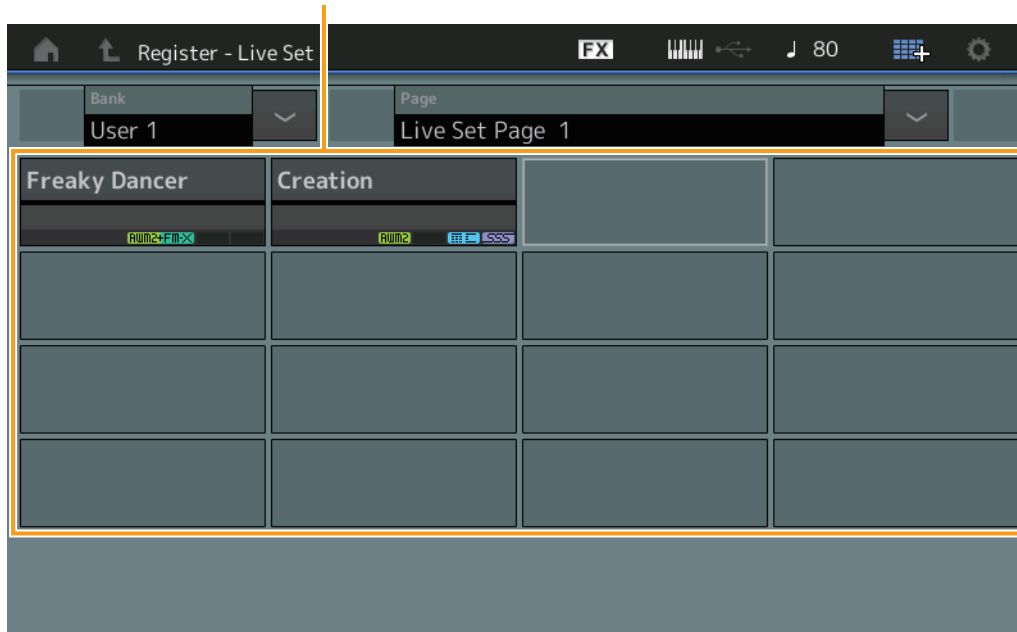 Register - Live Set FX 80
Bank Page
User 1 Live Set Page 1
Freaky Dancer Creation
AWM2+FM-X AWM2 MC SSS